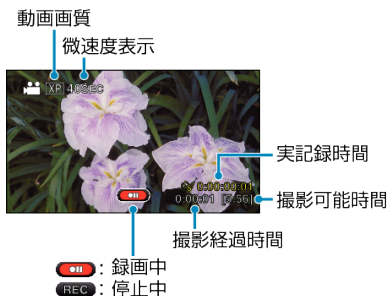 動画画質
微速度表示
XP 40SEC
実記録時間
0:00:00:01
0:00:01 [5:56]
撮影可能時間
撮影経過時間
: 録画中
REC : 停止中